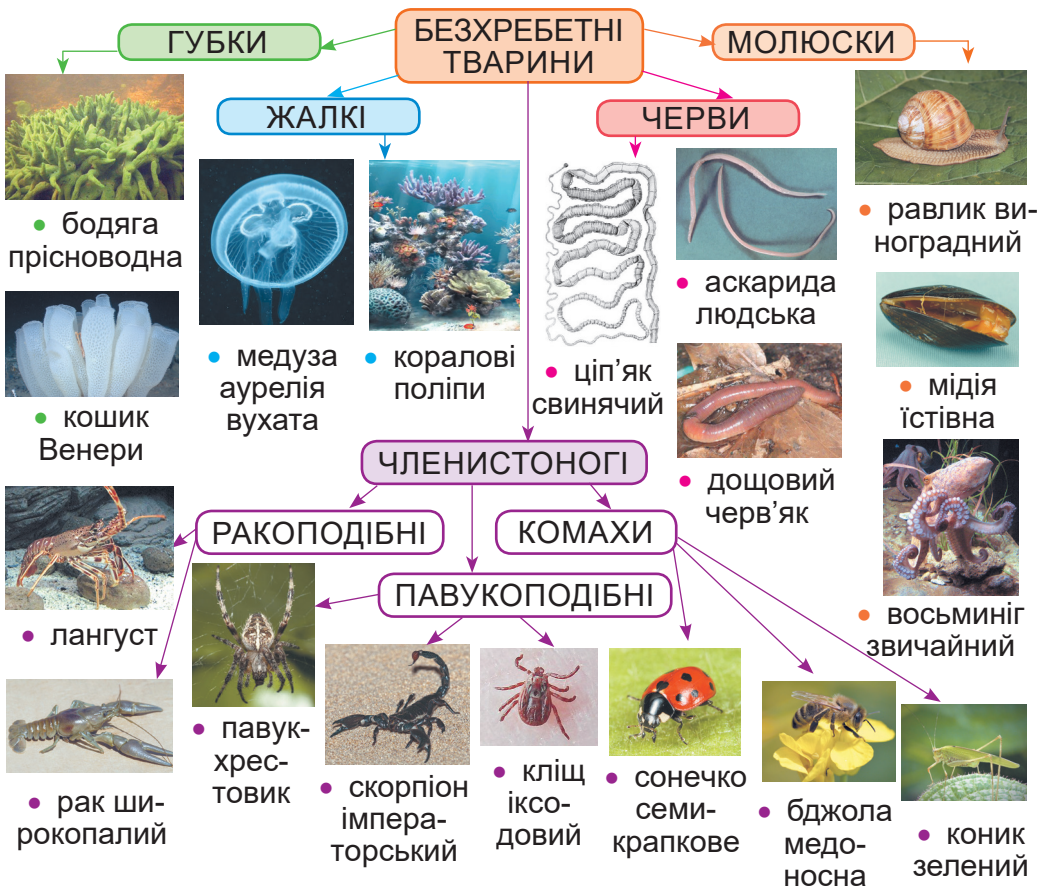 ГУБКИ
БЕЗХРЕБЕТНІ
ТВАРИНИ
МОЛЮСКИ
ЖАЛКІ
ЧЕРВИ
• бодяга
прісноводна
• кошик
Венери
• медуза
аурелія
вухата
• коралові
поліпи
• ціп’як
свинячий
• аскарида
людська
• дощовий
черв’як
• равлик ви-
ноградний
• мідія
їстівна
• восьминіг
звичайний
ЧЛЕНИСТОНОГІ
РАКОПОДІБНІ
КОМАХИ
ПАВУКОПОДІБНІ
• лангуст
• рак ши-
рокопалий
• павук-
хрес-
товик
• скорпіон
імпера-
торський
• кліщ
іксо-
довий
• сонечко
семи-
крапкове
• бджола
медо-
носна
• коник
зелений